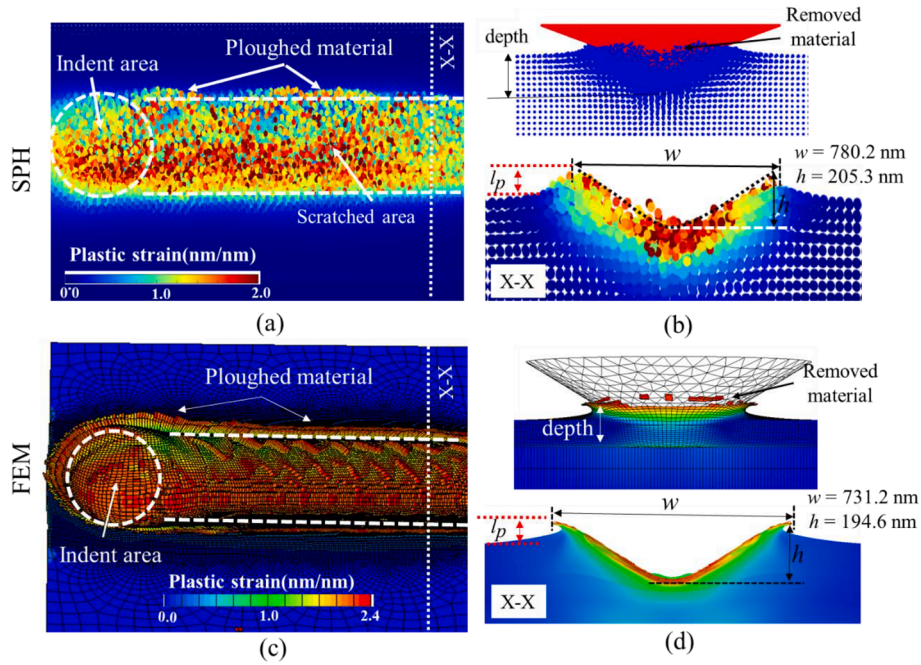 (a)
Ploughed material
Indent area
X-X
Scratched area
Plastic strain(nm/nm)
0.0 1.0 2.0
SPH
(a)
depth
Removed
material
w
w = 780.2 nm
h = 205.3 nm
lp
h
X-X
(b)
Ploughed material
X-X
Indent area
Plastic strain(nm/nm)
0.0 1.0 2.4
FEM
(c)
Removed
material
depth
w
w = 731.2 nm
h = 194.6 nm
lp
h
X-X
(d)